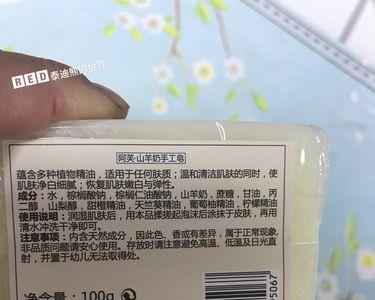 RED 泰迪熊的世界
阿芙·山羊奶手工皂
蕴含多种植物精油，适用于任何肤质；温和清洁肌肤的同时，使
肌肤净白细腻；恢复肌肤嫩白与弹性。
成分：水，棕榈酸钠，棕榈仁油酸钠，山羊奶，蔗糖，甘油，丙
二醇，山梨醇，甜橙精油，天竺葵精油，葡萄柚精油，柠檬精油
使用说明：润湿肌肤后，用本品揉搓起泡沫后涂抹于皮肤，再用
清水冲洗干净即可。
注意事项：内含天然成分，因此色、香或有差异，属于正常现象，
非品质问题请安心使用。存放时请注意避免高温、低温及日光直
射，并置于幼儿无法取得处。
净含量：100g
95067